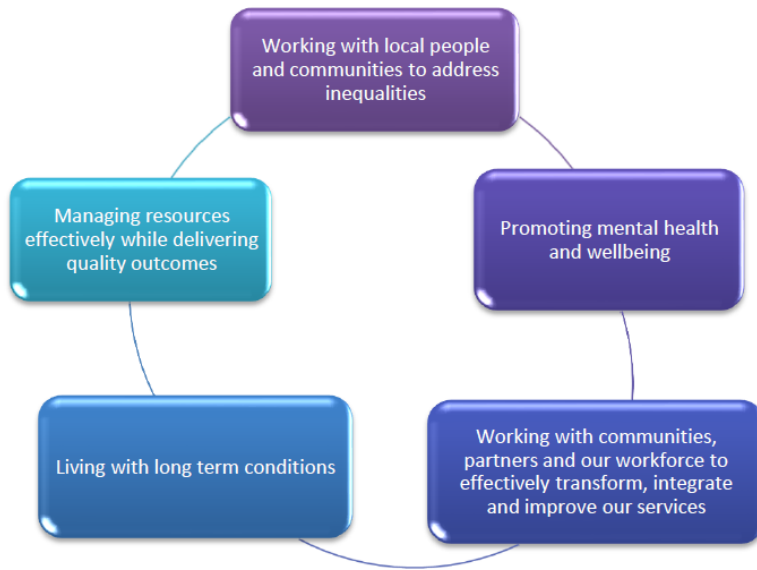 Working with local people
and communities to address
inequalities
Promoting mental health
and wellbeing
Working with communities,
partners and our workforce to
effectively transform, integrate
and improve our services
Living with long term conditions
Managing resources
effectively while delivering
quality outcomes